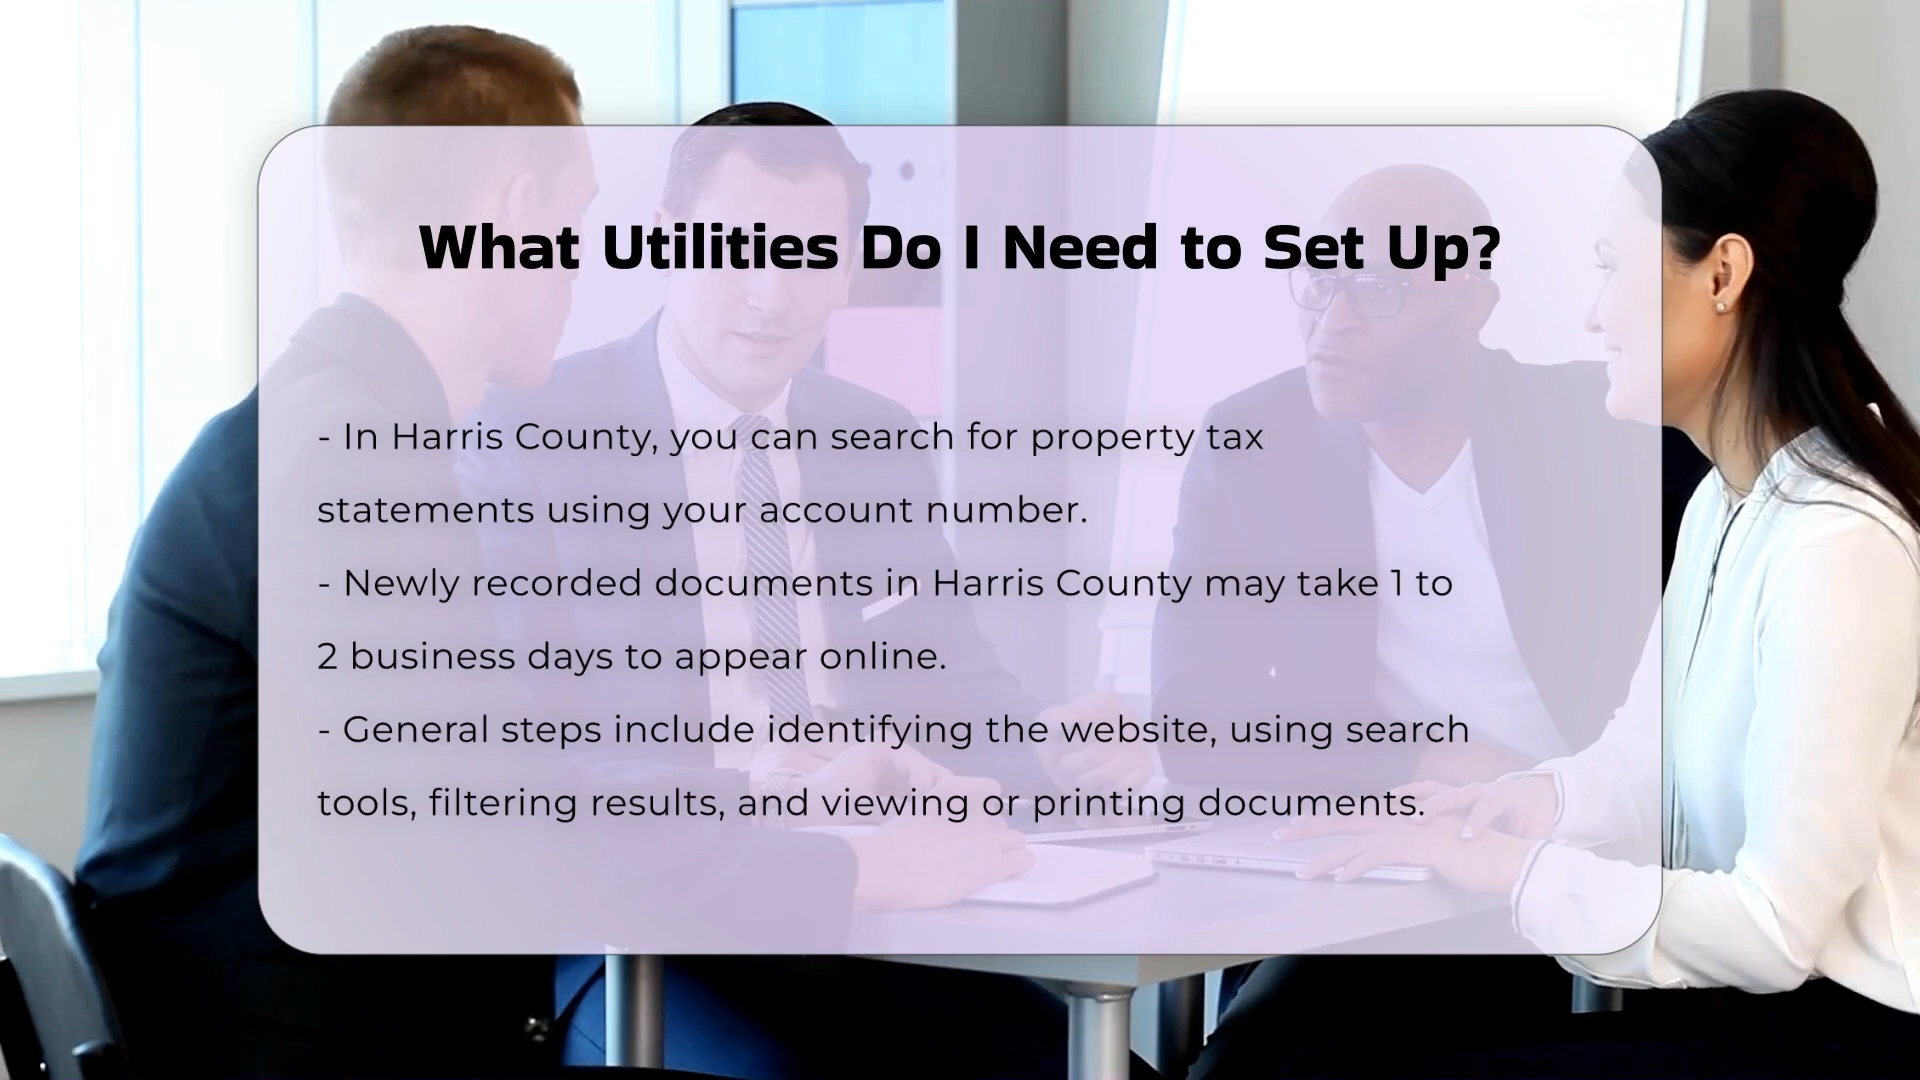 What Utilities Do I Need to Set Up?
- In Harris County, you can search for property tax
statements using your account number.
- Newly recorded documents in Harris County may take 1 to
2 business days to appear online.
- General steps include identifying the website, using search
tools, filtering results, and viewing or printing documents.